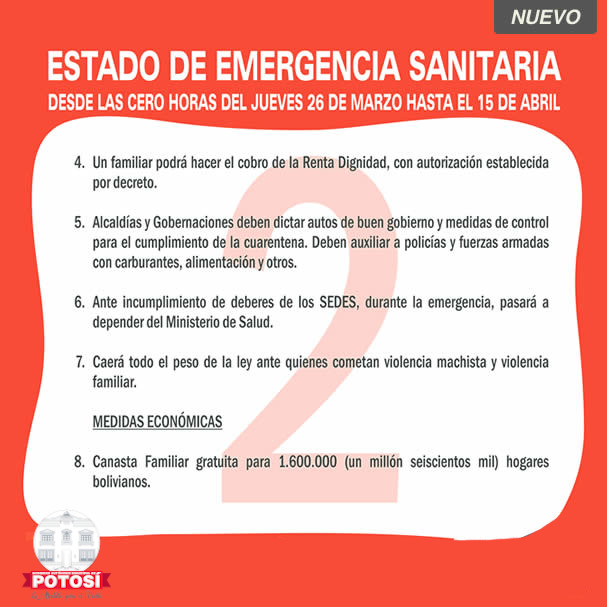 NUEVO
ESTADO DE EMERGENCIA SANITARIA
DESDE LAS CERO HORAS DEL JUEVES 26 DE MARZO HASTA EL 15 DE ABRIL
2
4. Un familiar podrá hacer el cobro de la Renta Dignidad, con autorización establecida
por decreto.
5. Alcaldías y Gobernaciones deben dictar autos de buen gobierno y medidas de control
para el cumplimiento de la cuarentena. Deben auxiliar a policías y fuerzas armadas
con carburantes, alimentación y otros.
6. Ante incumplimiento de deberes de los SEDES, durante la emergencia, pasará a
depender del Ministerio de Salud.
7. Caerá todo el peso de la ley ante quienes cometan violencia machista y violencia
familiar.
MEDIDAS ECONÓMICAS
8. Canasta Familiar gratuita para 1.600.000 (un millón seiscientos mil) hogares
bolivianos.
POTOSÍ